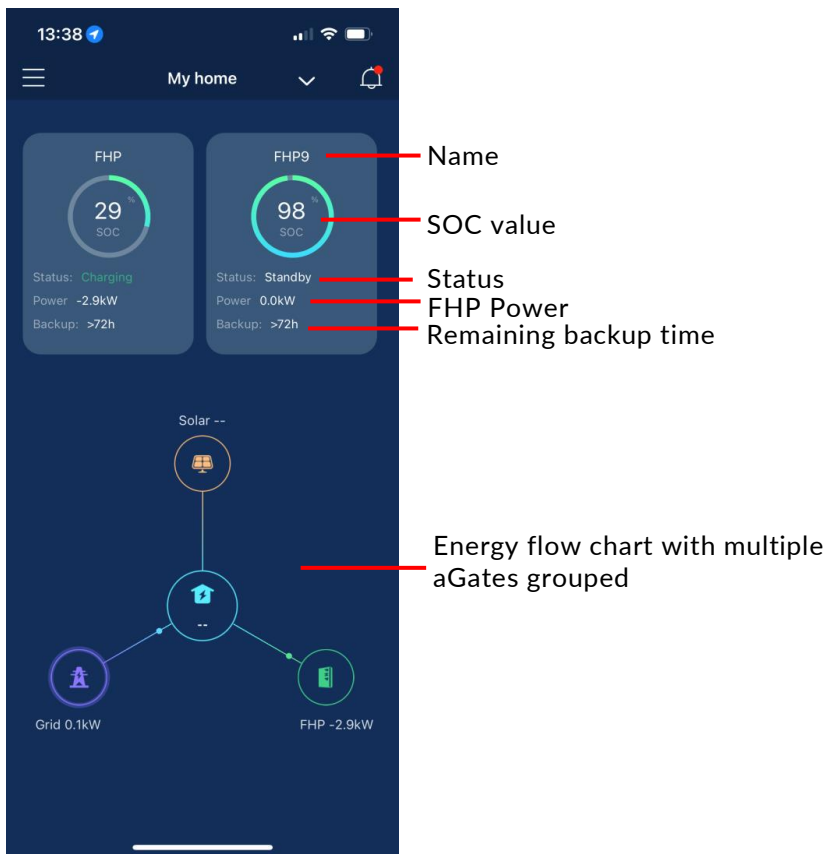 13:38
My home
FHP
29 %
SOC
Status: Charging
Power -2.9kW
Backup: >72h
FHP9
98 %
SOC
Status: Standby
Power 0.0kW
Backup: >72h
Name
SOC value
Status
FHP Power
Remaining backup time
Solar --
--
Grid 0.1kW
FHP -2.9kW
Energy flow chart with multiple
aGates grouped